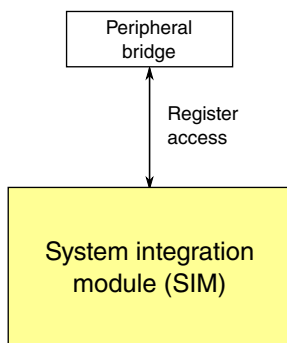 Peripheral
bridge
Register
access
System integration
module (SIM)